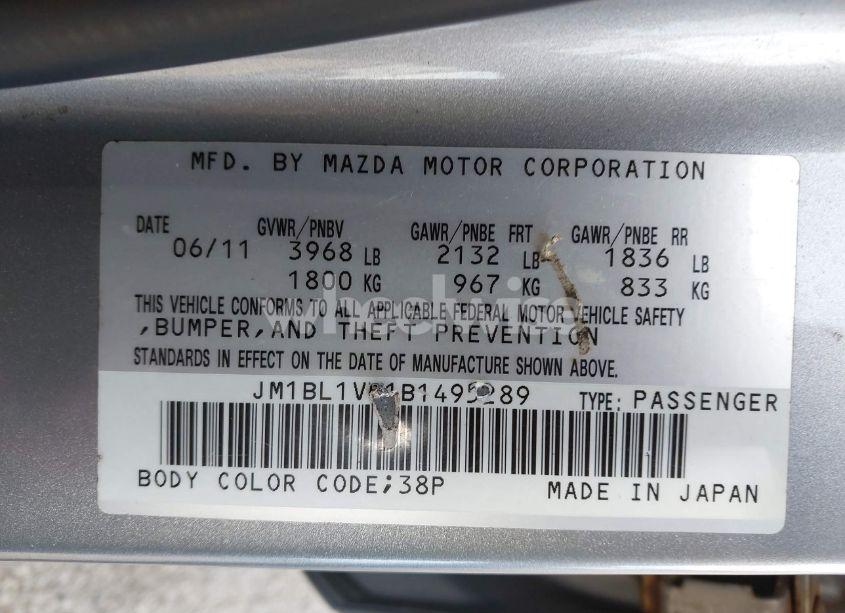 MFD. BY MAZDA MOTOR CORPORATION
DATE GVWR/PNBV GAWR/PNBE FRT GAWR/PNBE RR
06/11 3968 LB 2132 LB 1836 LB
1800 KG 967 KG 833 KG
THIS VEHICLE CONFORMS TO ALL APPLICABLE FEDERAL MOTOR VEHICLE SAFETY
,BUMPER,AND THEFT PREVENTION
STANDARDS IN EFFECT ON THE DATE OF MANUFACTURE SHOWN ABOVE.
TYPE: PASSENGER
BODY COLOR CODE;38P MADE IN JAPAN